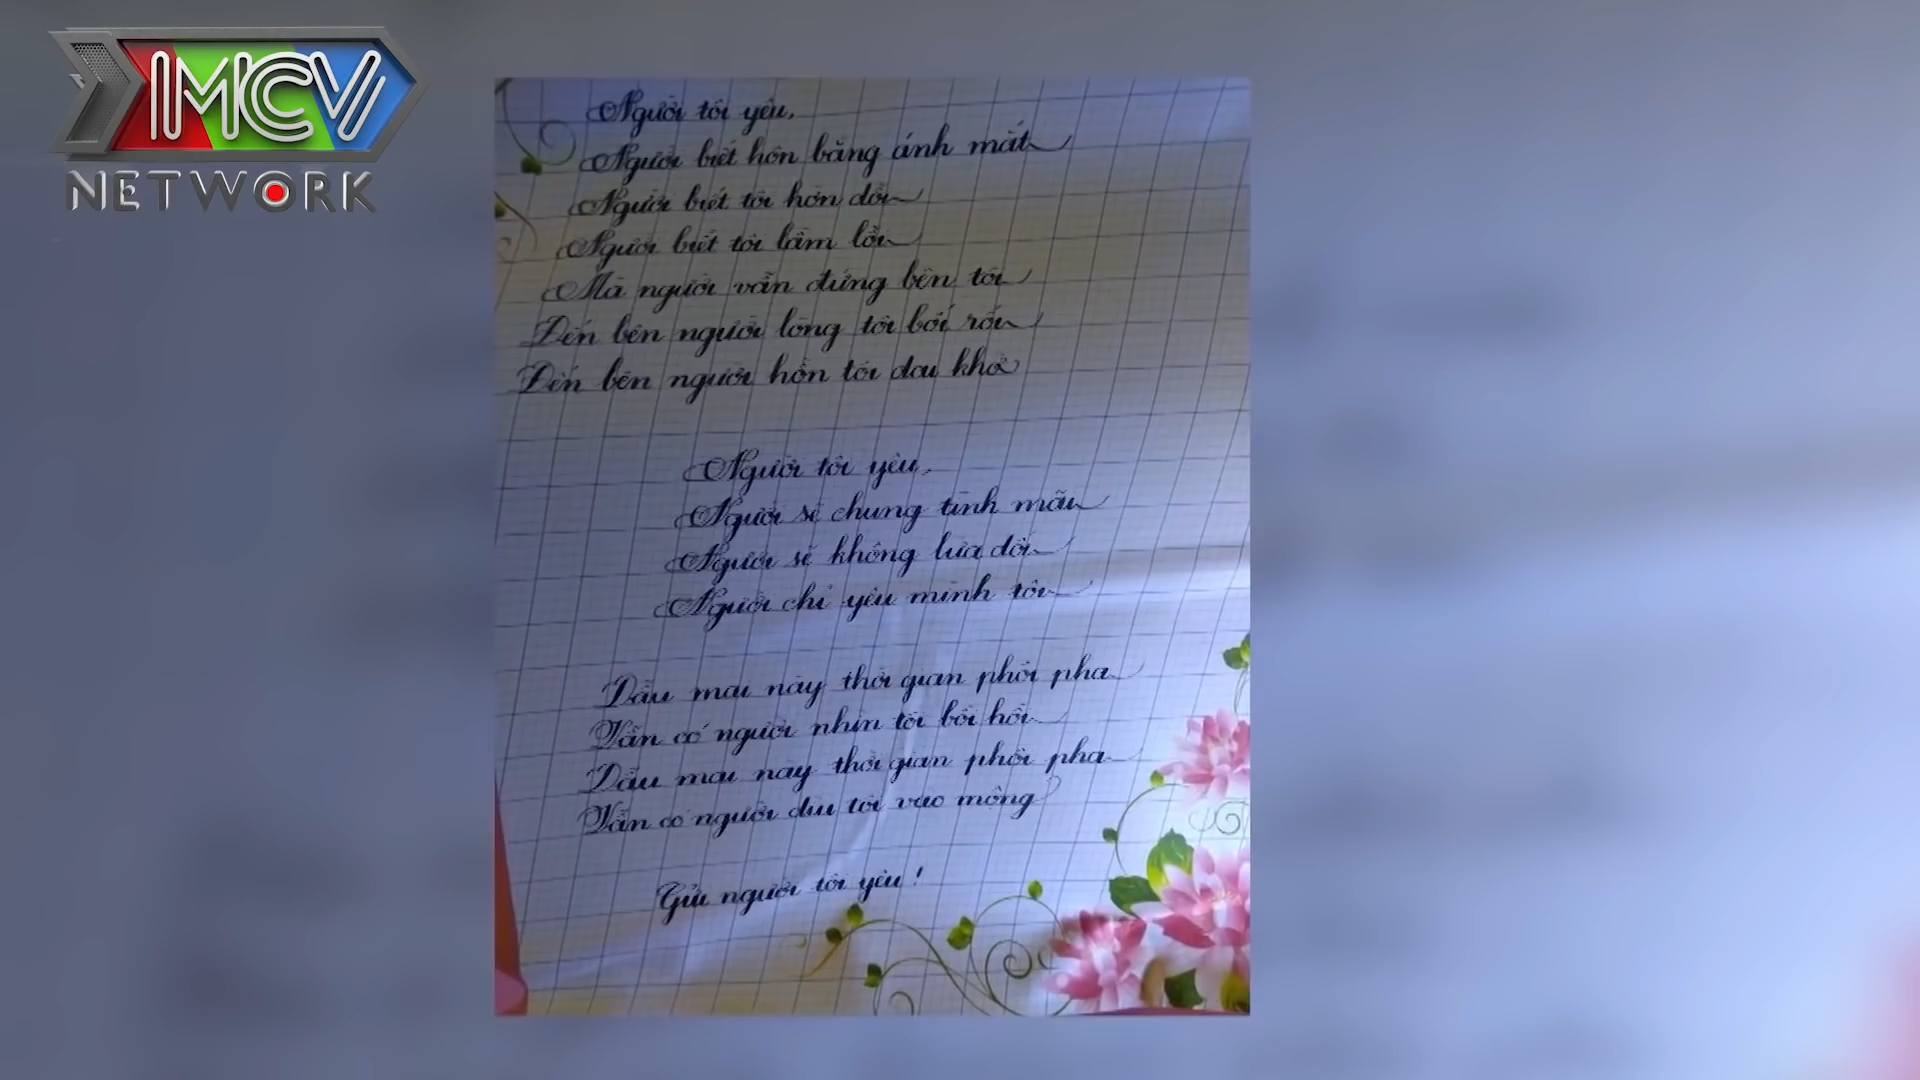 MCV
NETWORK
Người tôi yêu,
Người biết hôn bằng ánh mắt
Người biết tôi hờn dỗi
Người biết tôi lầm lỗi
Mà người vẫn đứng bên tôi
Đến bên người lòng tôi bối rối
Đến bên người hồn tôi dại khờ
Người tôi yêu,
Người sẽ chung tình mãi
Người sẽ không lừa dối
Người chỉ yêu mình tôi
Dẫu mai này thời gian phôi pha
Vẫn có người nhìn tôi bồi hồi
Dẫu mai này thời gian phôi pha
Vẫn có người dìu tôi vào mộng
Gửi người tôi yêu!